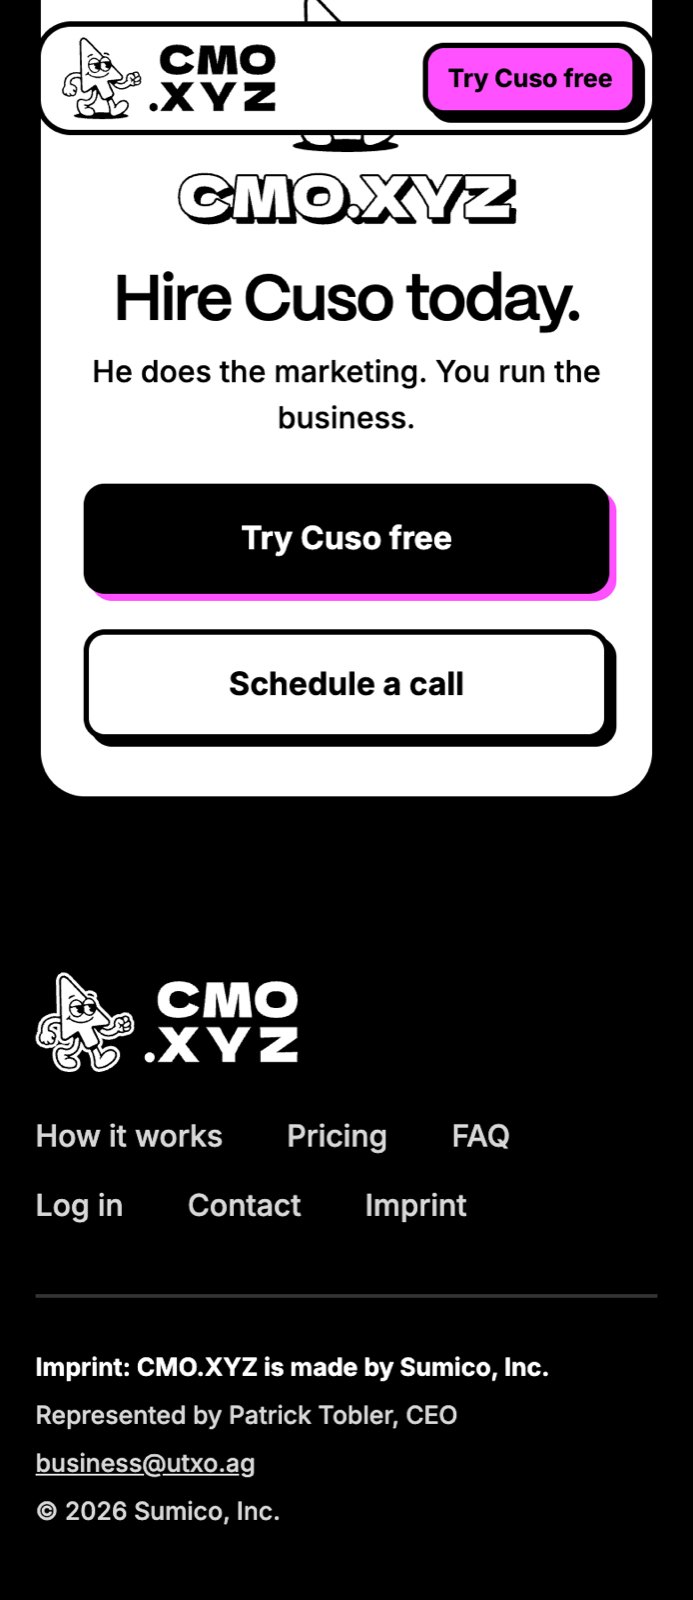 CMO
.XYZ
Try Cuso free
CMO.XYZ
Hire Cuso today.
He does the marketing. You run the
business.
Try Cuso free
Schedule a call
CMO
.XYZ
How it works Pricing FAQ
Log in Contact Imprint
Imprint: CMO.XYZ is made by Sumico, Inc.
Represented by Patrick Tobler, CEO
business@utxo.ag
© 2026 Sumico, Inc.